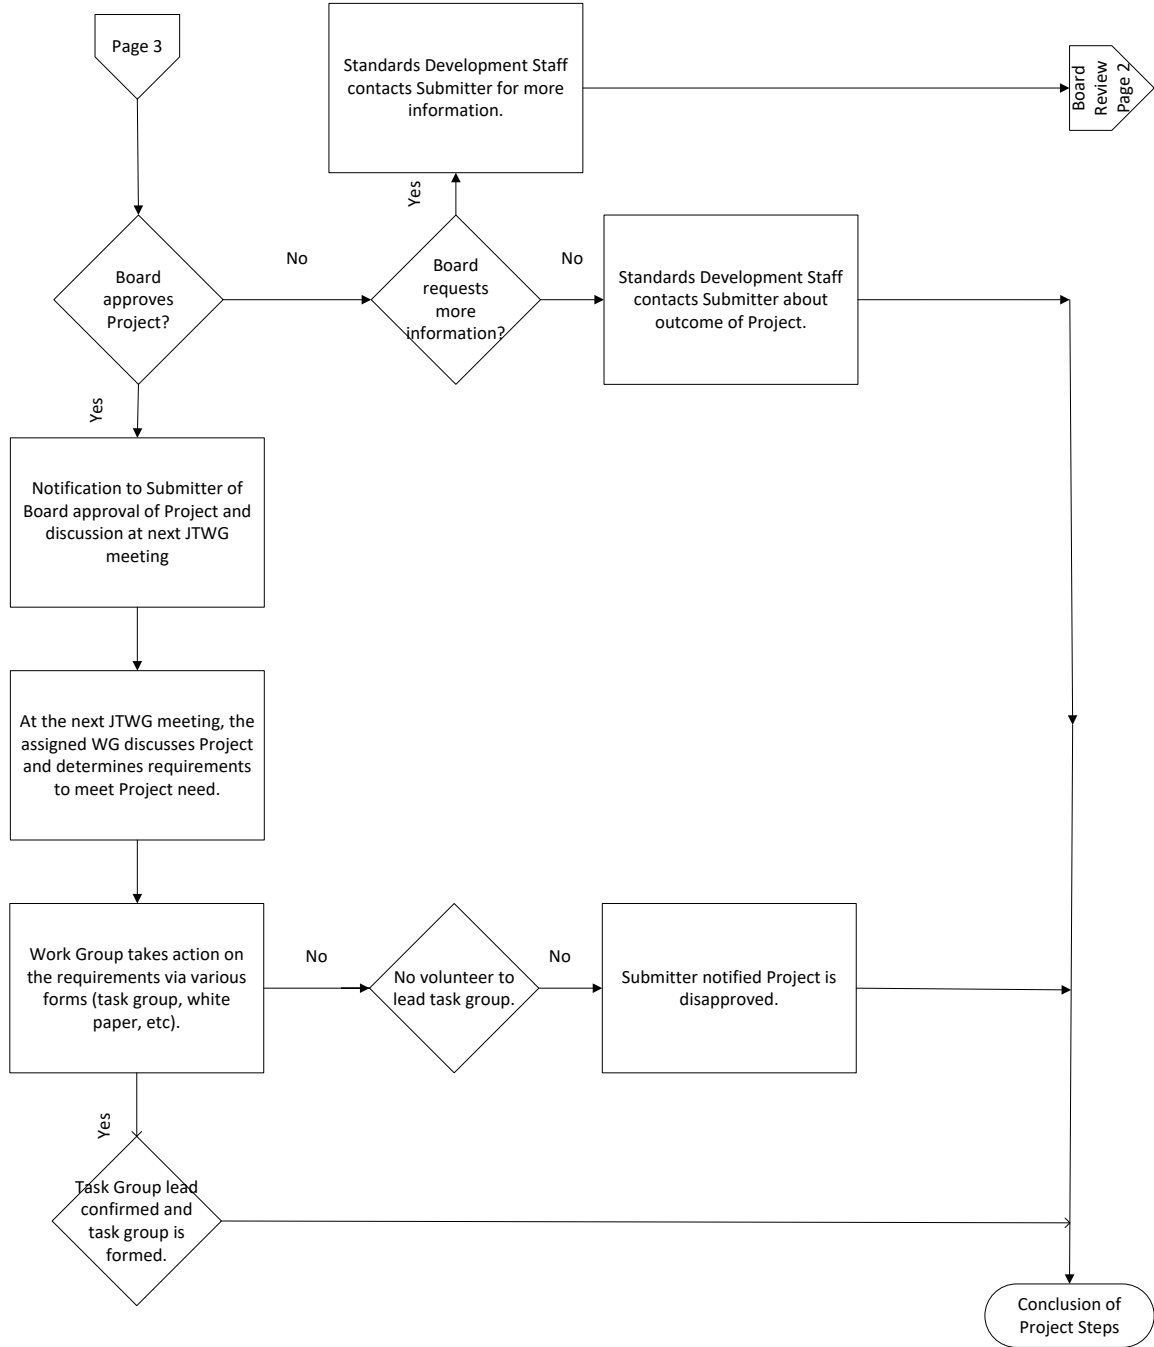 Page 3
Standards Development Staff
contacts Submitter for more
information.
Board
Review
Page 2
Yes
Board
approves
Project?
No
Board
requests
more
information?
No
Standards Development Staff
contacts Submitter about
outcome of Project.
Yes
Notification to Submitter of
Board approval of Project and
discussion at next JTWG
meeting
At the next JTWG meeting, the
assigned WG discusses Project
and determines requirements
to meet Project need.
Work Group takes action on
the requirements via various
forms (task group, white
paper, etc).
No
No volunteer to
lead task group.
No
Submitter notified Project is
disapproved.
Yes
Task Group lead
confirmed and
task group is
formed.
Conclusion of
Project Steps